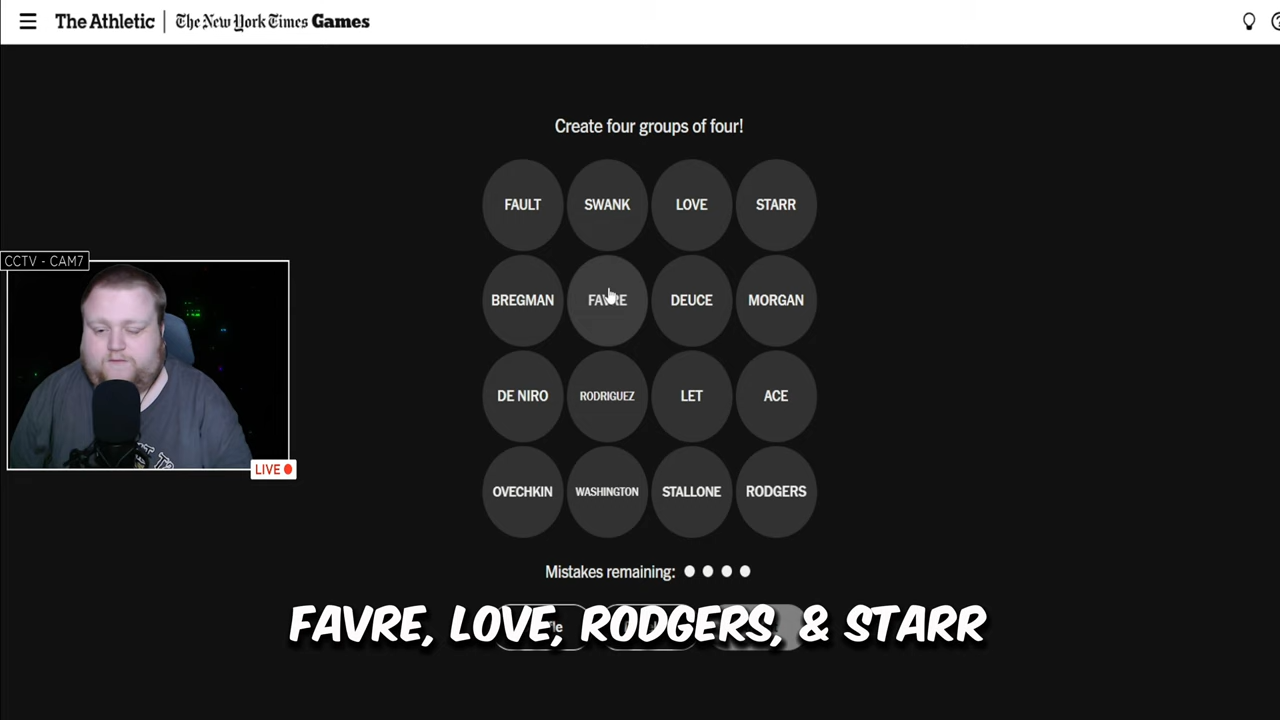 The Athletic | The New York Times Games
Create four groups of four!
FAULT SWANK LOVE STARR
CCTV - CAM7
BREGMAN FAVRE DEUCE MORGAN
DE NIRO RODRIGUEZ LET ACE
LIVE
OVECHKIN WASHINGTON STALLONE RODGERS
Mistakes remaining:
FAVRE, LOVE, RODGERS, & STARR